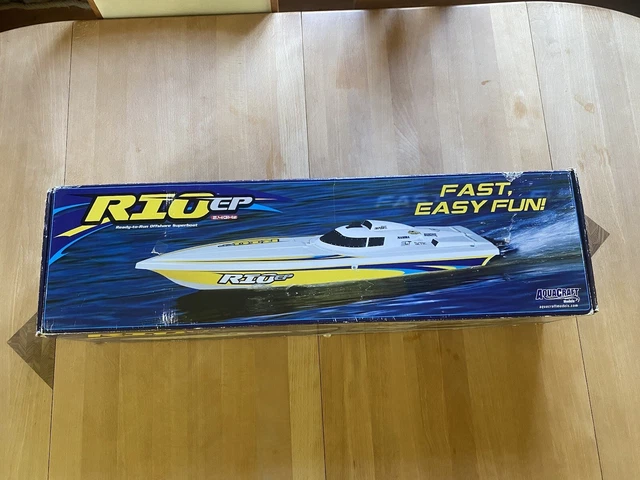 RIO EP
2.4GHz
Ready-to-Run Offshore Superboat
FAST,
EASY FUN!
RIO EP
AQUACRAFT
Models
aquacraftmodels.com